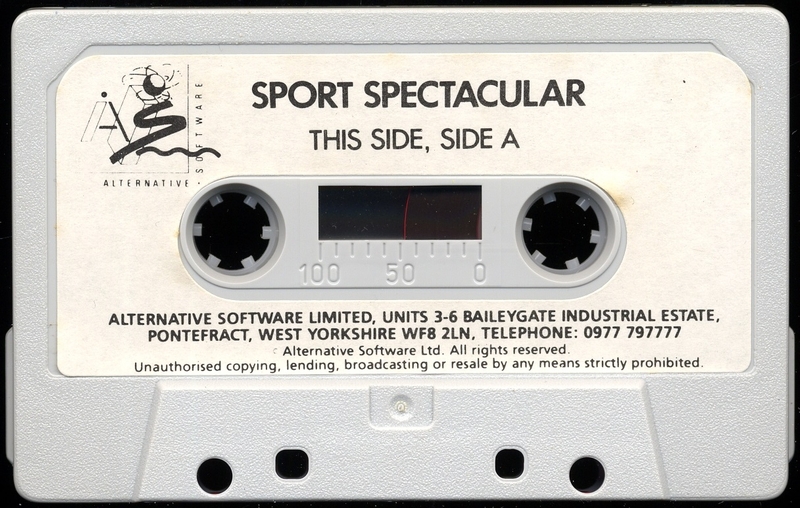 SPORT SPECTACULAR
THIS SIDE, SIDE A
AS
SOFTWARE
ALTERNATIVE
100 50 0
ALTERNATIVE SOFTWARE LIMITED, UNITS 3-6 BAILEYGATE INDUSTRIAL ESTATE,
PONTEFRACT, WEST YORKSHIRE WF8 2LN, TELEPHONE: 0977 797777
Alternative Software Ltd. All rights reserved.
Unauthorised copying, lending, broadcasting or resale by any means strictly prohibited.